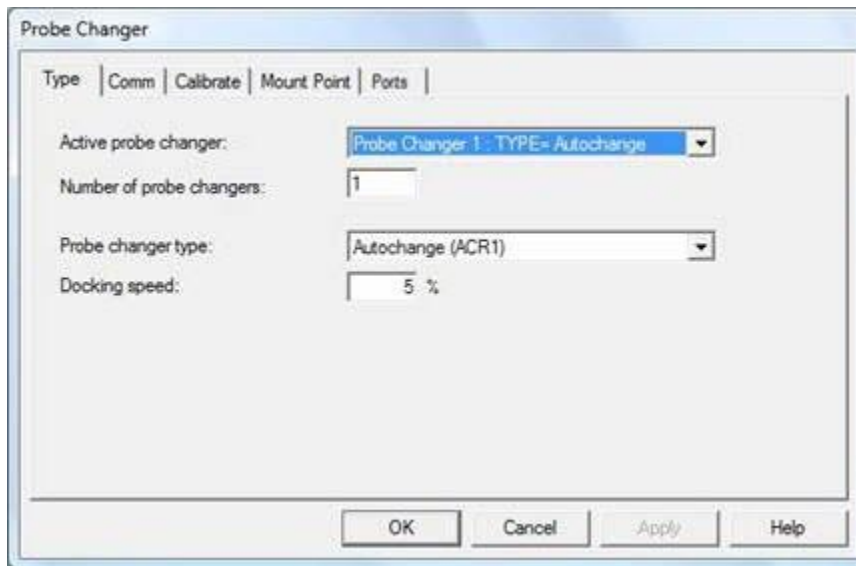 Probe Changer
Type Comm Calibrate Mount Point Ports
Active probe changer: Probe Changer 1 : TYPE= Autochange
Number of probe changers: 1
Probe changer type: Autochange (ACR1)
Docking speed: 5 %
OK Cancel Apply Help